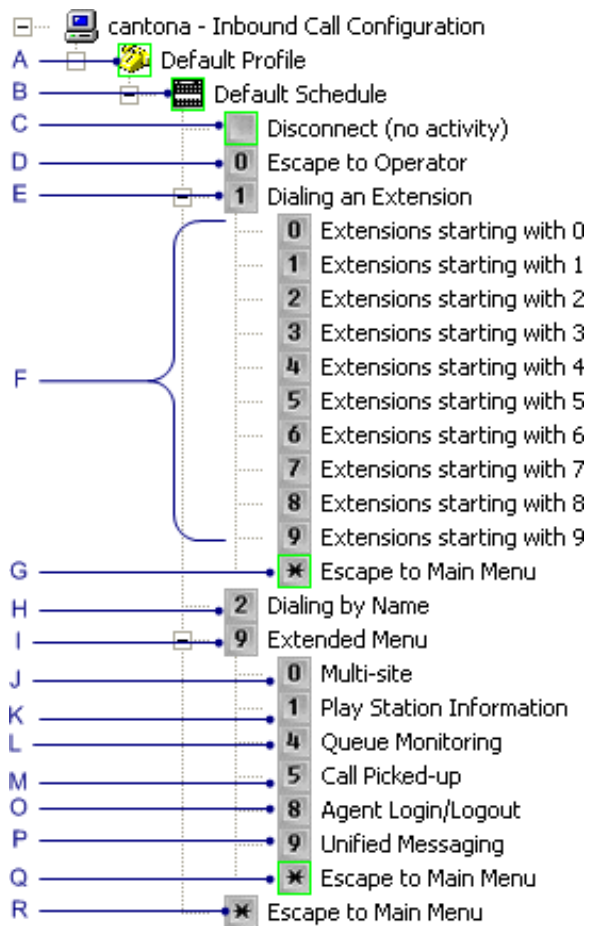 cantona - Inbound Call Configuration
A Default Profile
B Default Schedule
C Disconnect (no activity)
D 0 Escape to Operator
E 1 Dialing an Extension
0 Extensions starting with 0
1 Extensions starting with 1
2 Extensions starting with 2
3 Extensions starting with 3
4 Extensions starting with 4
F 5 Extensions starting with 5
6 Extensions starting with 6
7 Extensions starting with 7
8 Extensions starting with 8
9 Extensions starting with 9
G * Escape to Main Menu
H 2 Dialing by Name
I 9 Extended Menu
J 0 Multi-site
K 1 Play Station Information
L 4 Queue Monitoring
M 5 Call Picked-up
O 8 Agent Login/Logout
P 9 Unified Messaging
Q * Escape to Main Menu
R * Escape to Main Menu